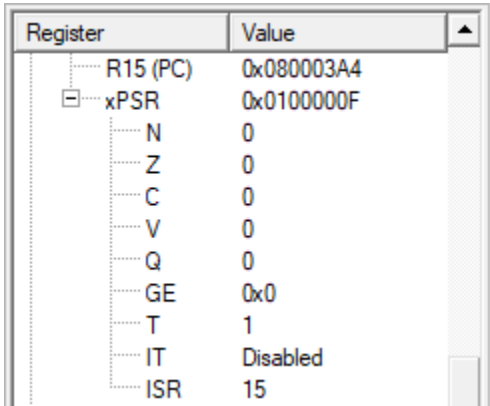 Register Value
R15 (PC) 0x080003A4
xPSR 0x0100000F
N 0
Z 0
C 0
V 0
Q 0
GE 0x0
T 1
IT Disabled
ISR 15